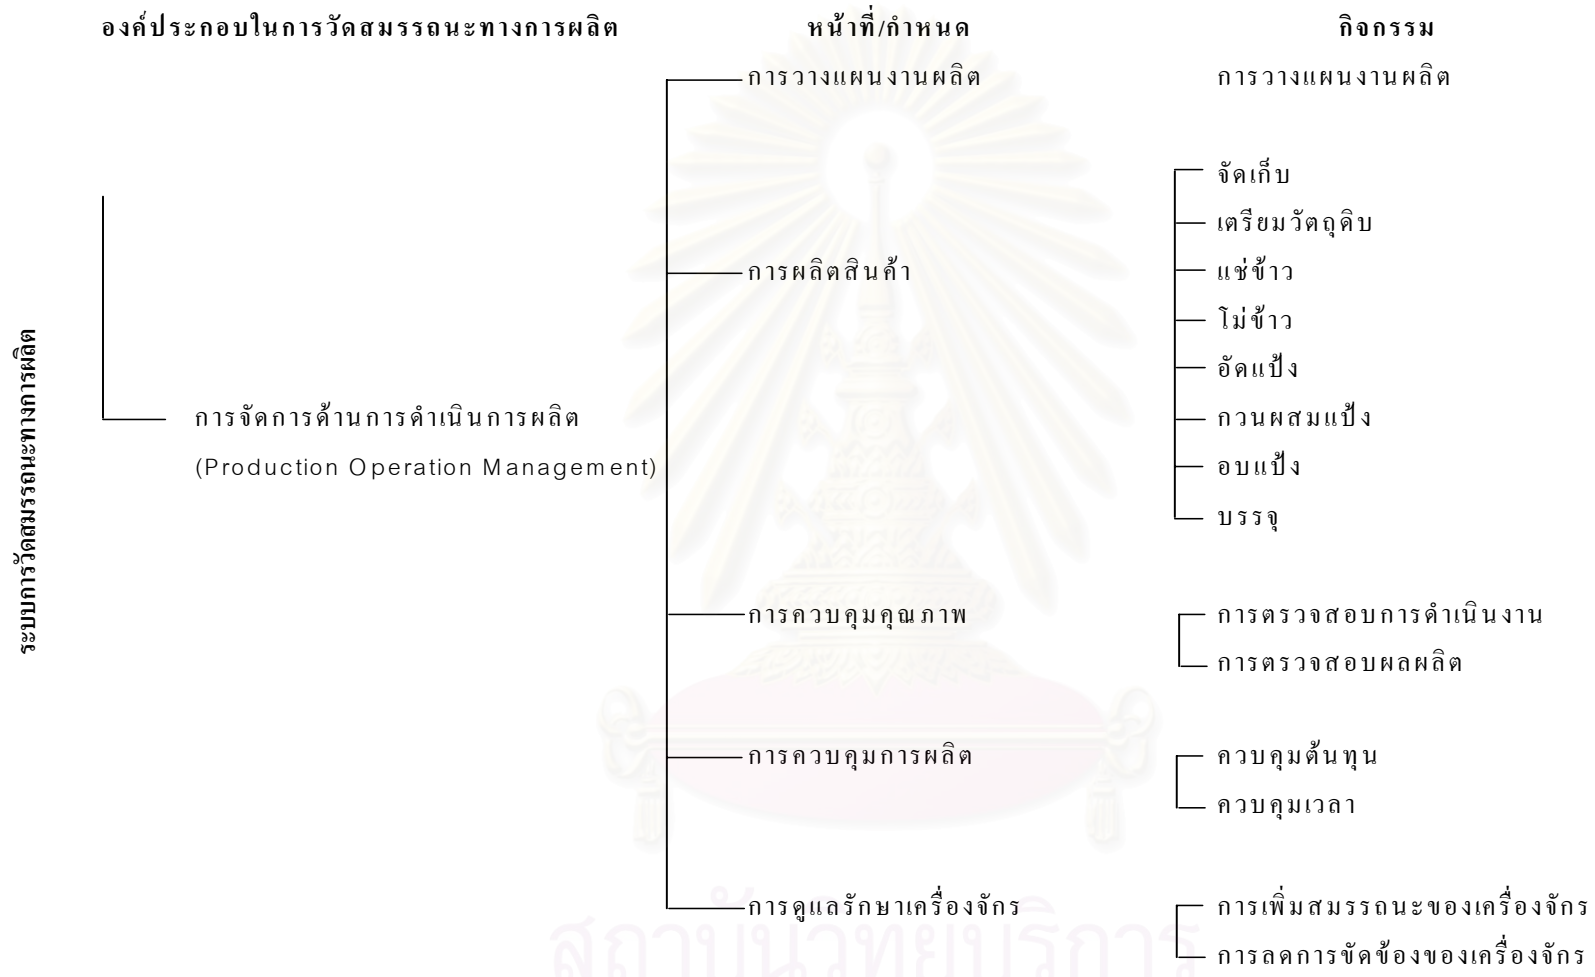 องค์ประกอบในการวัดสมรรถนะทางการผลิต หน้าที่/กำหนด กิจกรรม
การวางแผนงานผลิต การวางแผนงานผลิต
จัดเก็บ
เตรียมวัตถุดิบ
การผลิตสินค้า แช่ข้าว
โม่ข้าว
อัดแป้ง
การจัดการด้านการดำเนินการผลิต กวนผสมแป้ง
(Production Operation Management) อบแป้ง
บรรจุ
ระบบการวัดสมรรถนะทางการผลิต
การควบคุมคุณภาพ การตรวจสอบการดำเนินงาน
การตรวจสอบผลผลิต
การควบคุมการผลิต ควบคุมต้นทุน
ควบคุมเวลา
การดูแลรักษาเครื่องจักร การเพิ่มสมรรถนะของเครื่องจักร
สถาบันวิทยบริการ การลดการขัดข้องของเครื่องจักร